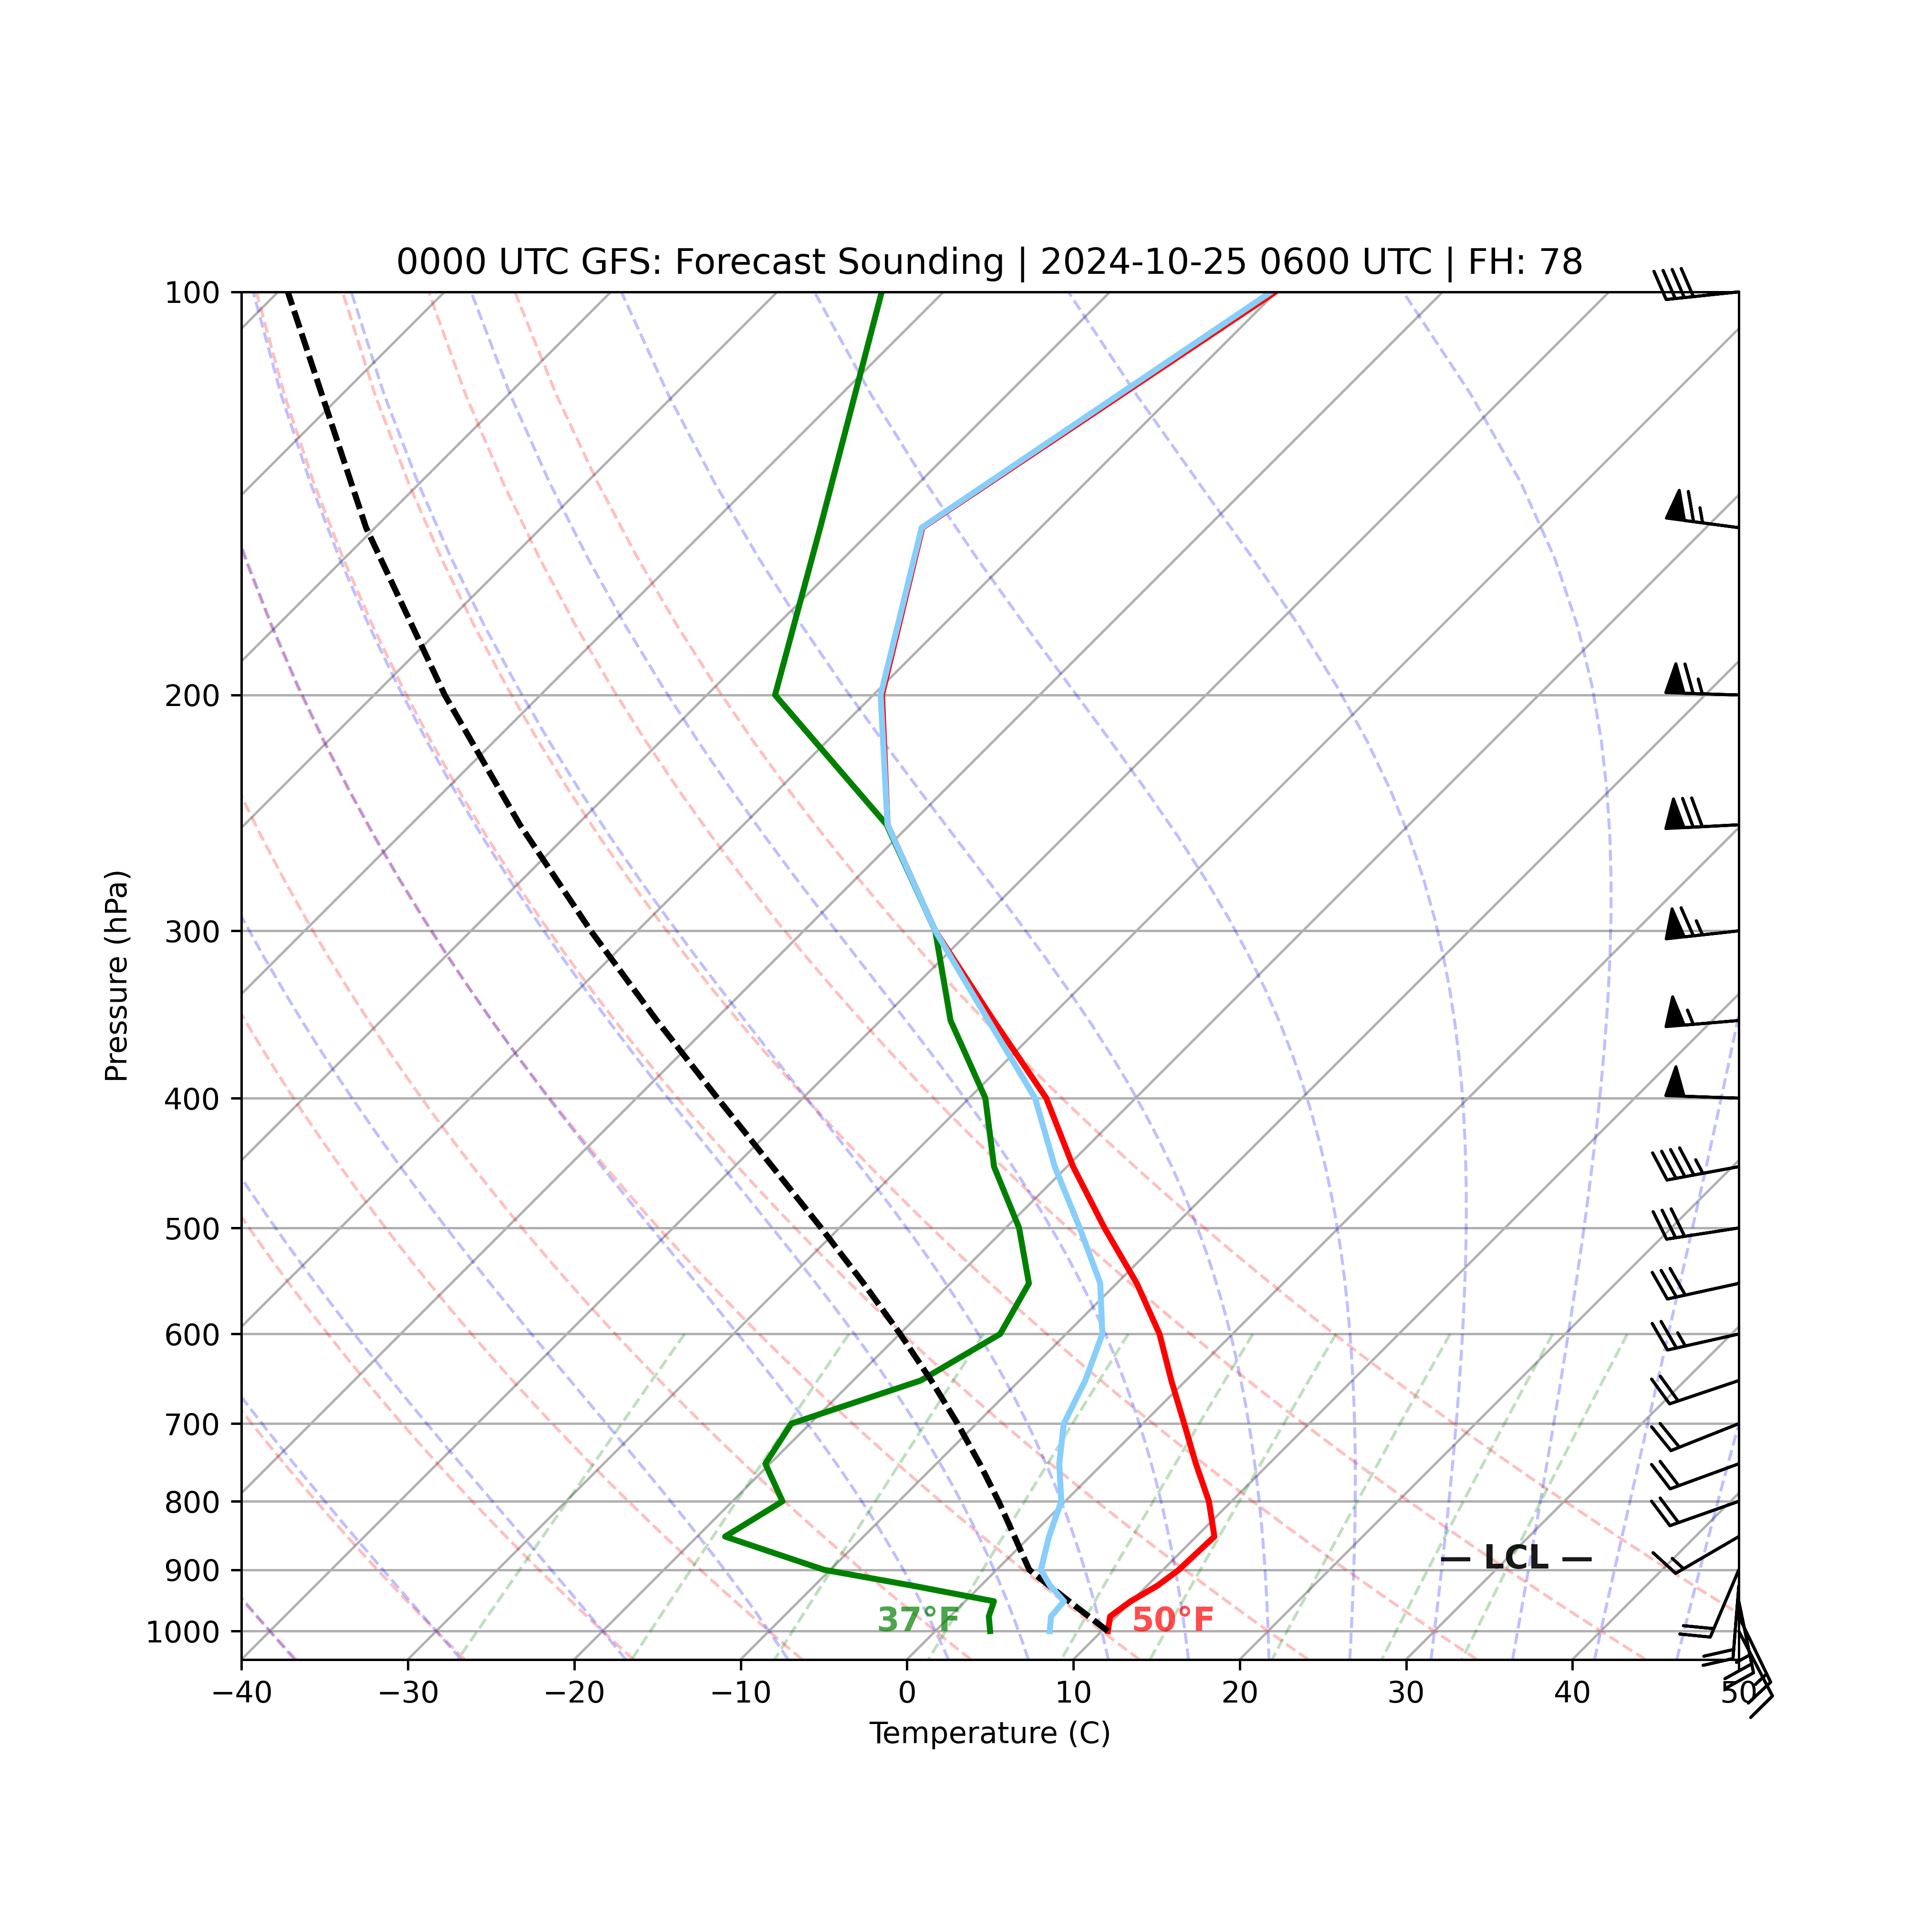 0000 UTC GFS: Forecast Sounding | 2024-10-25 0600 UTC | FH: 78
100
200
300
400
500
600
700
800
900
1000
Pressure (hPa)
— LCL —
37°F
50°F
−40 −30 −20 −10 0 10 20 30 40 50
Temperature (C)